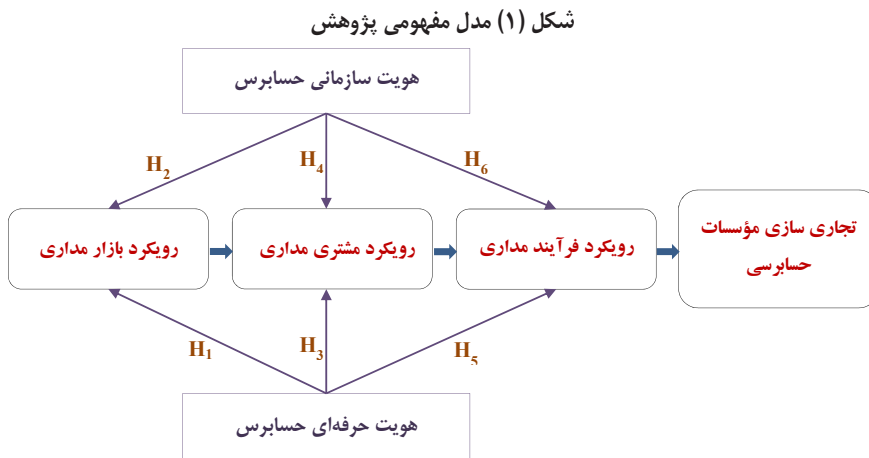 شکل (۱) مدل مفهومی پژوهش
هویت سازمانی حسابرس
H2
H4
H6
رویکرد بازار مداری
رویکرد مشتری مداری
رویکرد فرآیند مداری
تجاری سازی مؤسسات
حسابرسی
H1
H3
H5
هویت حرفه‌ای حسابرس